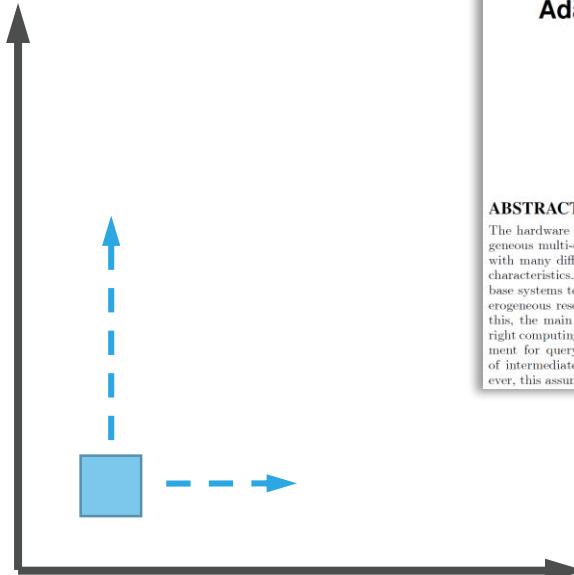 Ada
ABSTRACT
The hardware
geneous multi-
with many diff
characteristics.
base systems to
erogeneous rese
this, the main
right computing
ment for query
of intermediate
ever, this assum